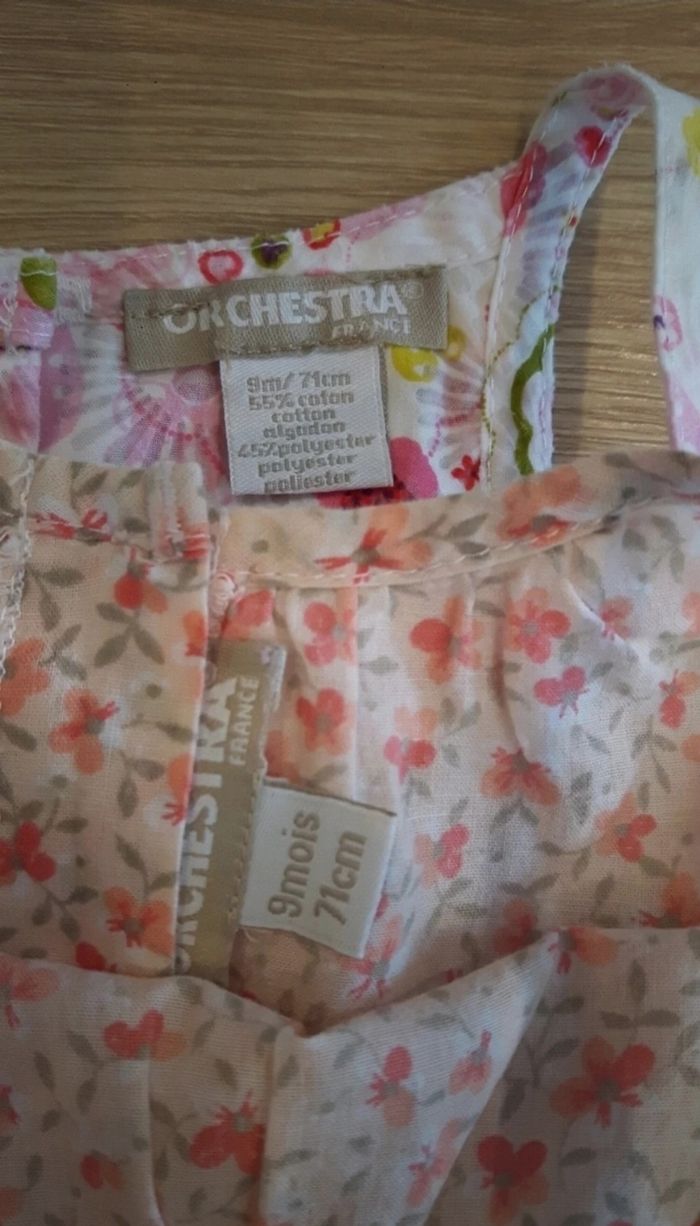 ORCHESTRA®
FRANCE
9m/71cm
55% coton
cotton
algodon
45%polyester
polyester
poliester
ORCHESTRA
FRANCE
9mois
71cm